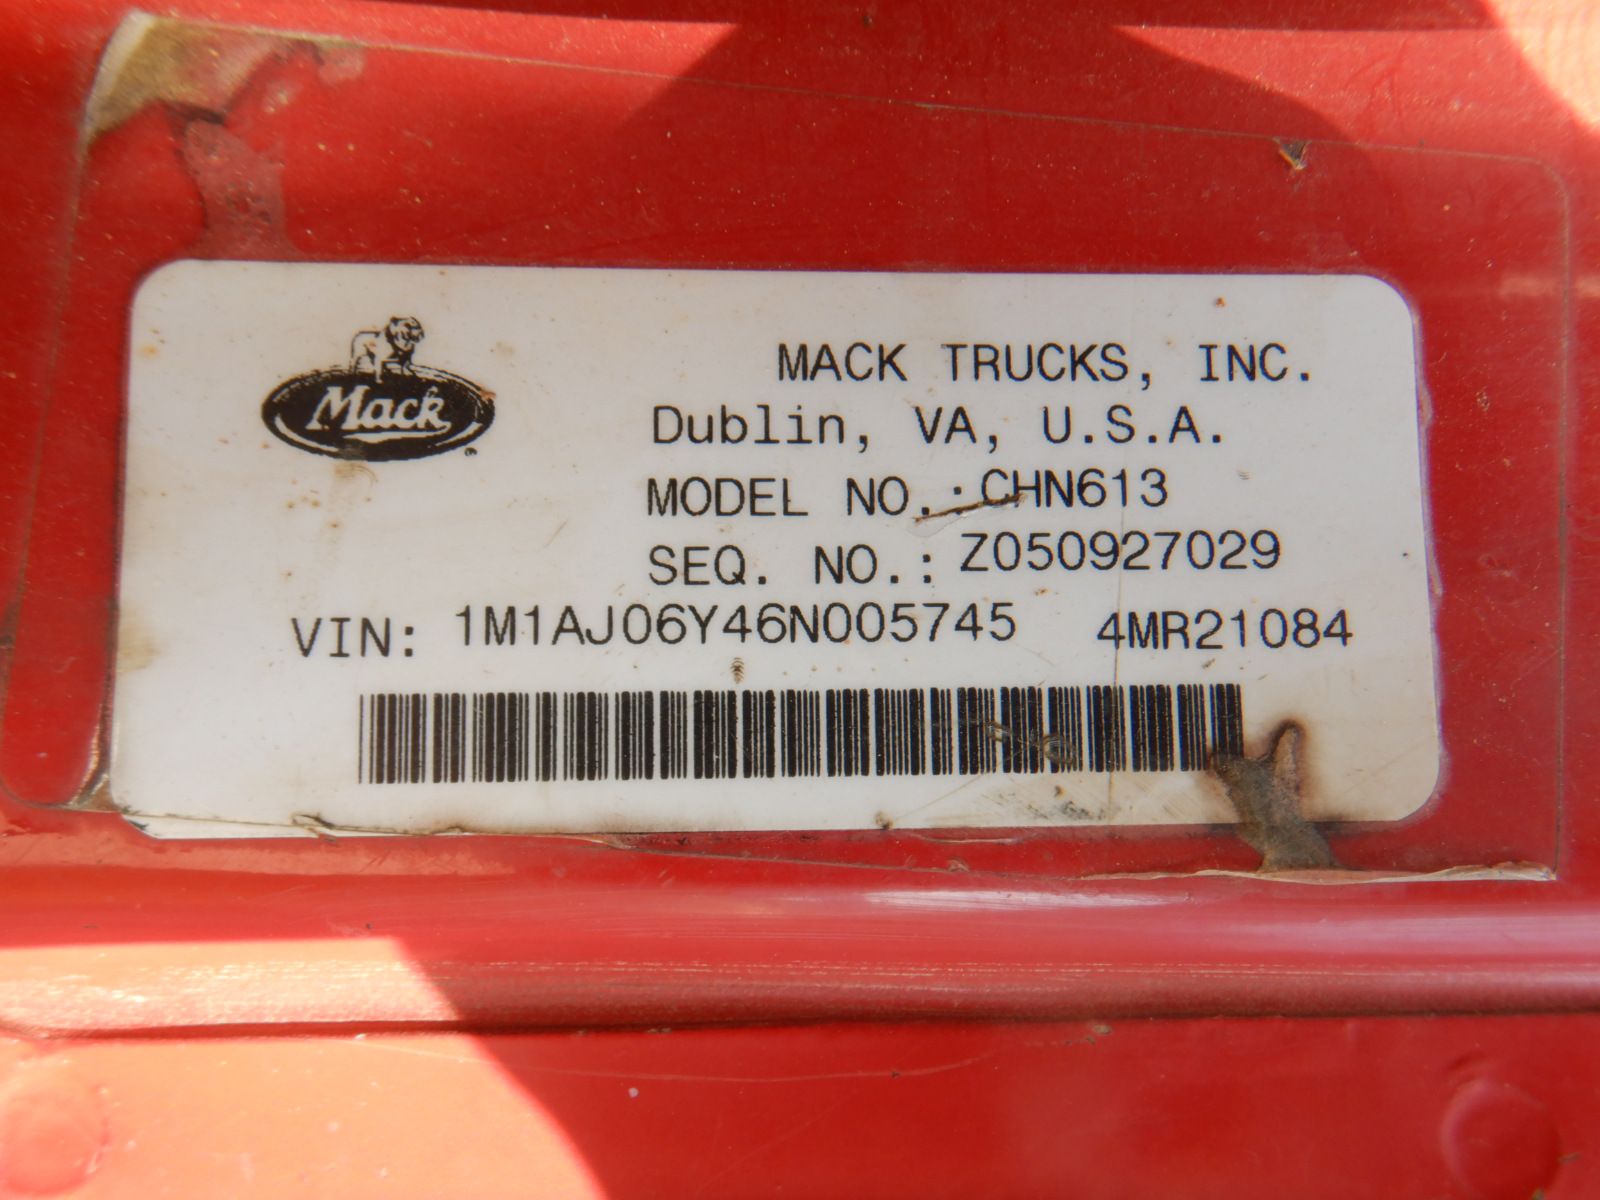 Mack
MACK TRUCKS, INC.
Dublin, VA, U.S.A.
MODEL NO.:CHN613
SEQ. NO.: Z050927029
VIN: 1M1AJ06Y46N005745 4MR21084